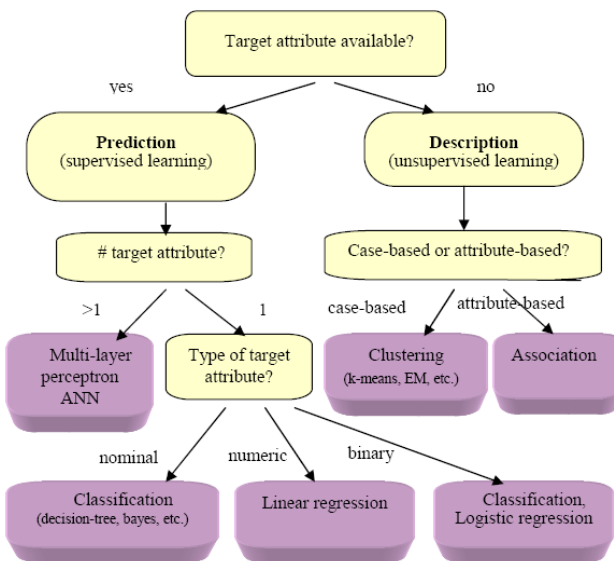 Target attribute available?
yes
no
Prediction
(supervised learning)
Description
(unsupervised learning)
# target attribute?
Case-based or attribute-based?
>1
1
case-based
attribute-based
Multi-layer
perceptron
ANN
Type of target
attribute?
Clustering
(k-means, EM, etc.)
Association
nominal
numeric
binary
Classification
(decision-tree, bayes, etc.)
Linear regression
Classification,
Logistic regression